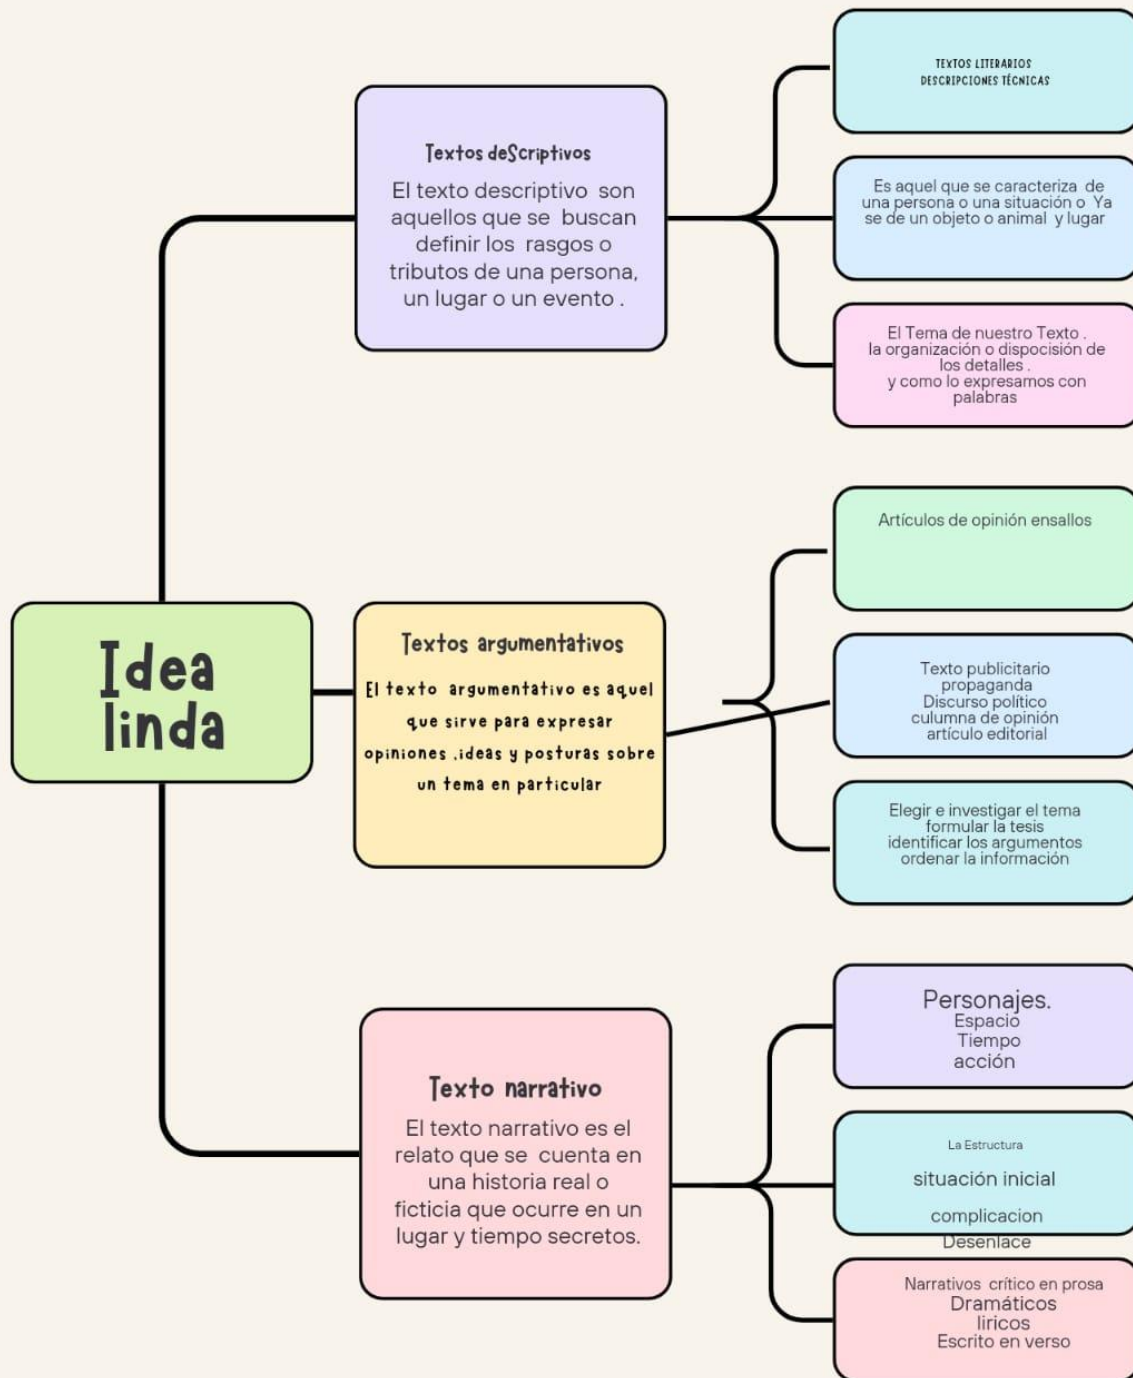 Idea
linda
Textos deScriptivos
El texto descriptivo son
aquellos que se buscan
definir los rasgos o
tributos de una persona,
un lugar o un evento .
TEXTOS LITERARIOS
DESCRIPCIONES TÉCNICAS
Es aquel que se caracteriza de
una persona o una situación o Ya
se de un objeto o animal y lugar
El Tema de nuestro Texto .
la organización o dispocisión de
los detalles .
y como lo expresamos con
palabras
Textos argumentativos
El texto argumentativo es aquel
que sirve para expresar
opiniones ,ideas y posturas sobre
un tema en particular
Artículos de opinión ensallos
Texto publicitario
propaganda
Discurso político
culumna de opinión
artículo editorial
Elegir e investigar el tema
formular la tesis
identificar los argumentos
ordenar la información
Texto narrativo
El texto narrativo es el
relato que se cuenta en
una historia real o
ficticia que ocurre en un
lugar y tiempo secretos.
Personajes.
Espacio
Tiempo
acción
La Estructura
situación inicial
complicacion
Desenlace
Narrativos crítico en prosa
Dramáticos
liricos
Escrito en verso